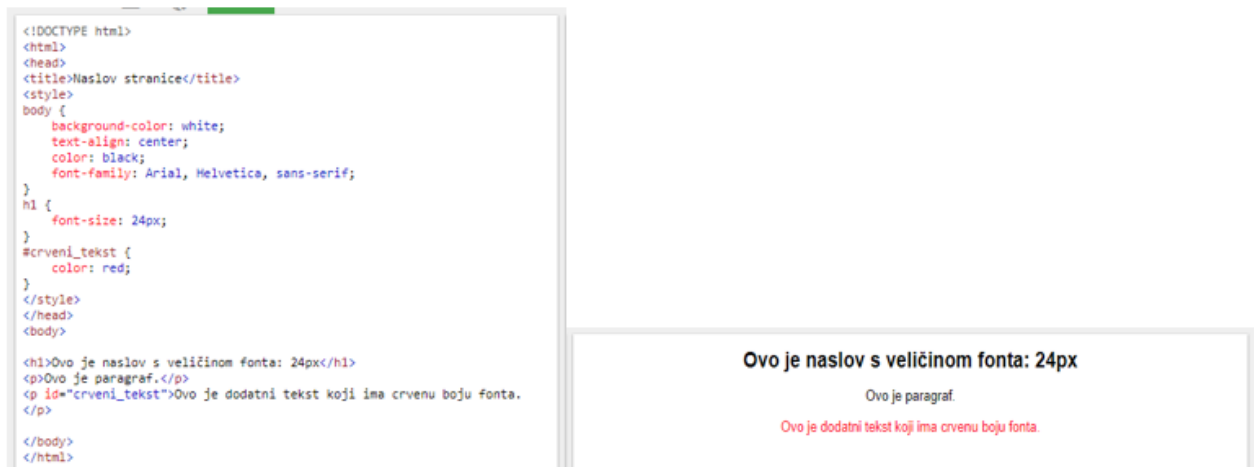 <!DOCTYPE html>
<html>
<head>
<title>Naslov stranice</title>
<style>
body {
    background-color: white;
    text-align: center;
    color: black;
    font-family: Arial, Helvetica, sans-serif;
}
h1 {
    font-size: 24px;
}
#crveni_tekst {
    color: red;
}
</style>
</head>
<body>
<h1>Ovo je naslov s veličinom fonta: 24px</h1>
<p>Ovo je paragraf.</p>
<p id="crveni_tekst">Ovo je dodatni tekst koji ima crvenu boju fonta.
</p>
</body>
</html>
Ovo je naslov s veličinom fonta: 24px
Ovo je paragraf.
Ovo je dodatni tekst koji ima crvenu boju fonta.